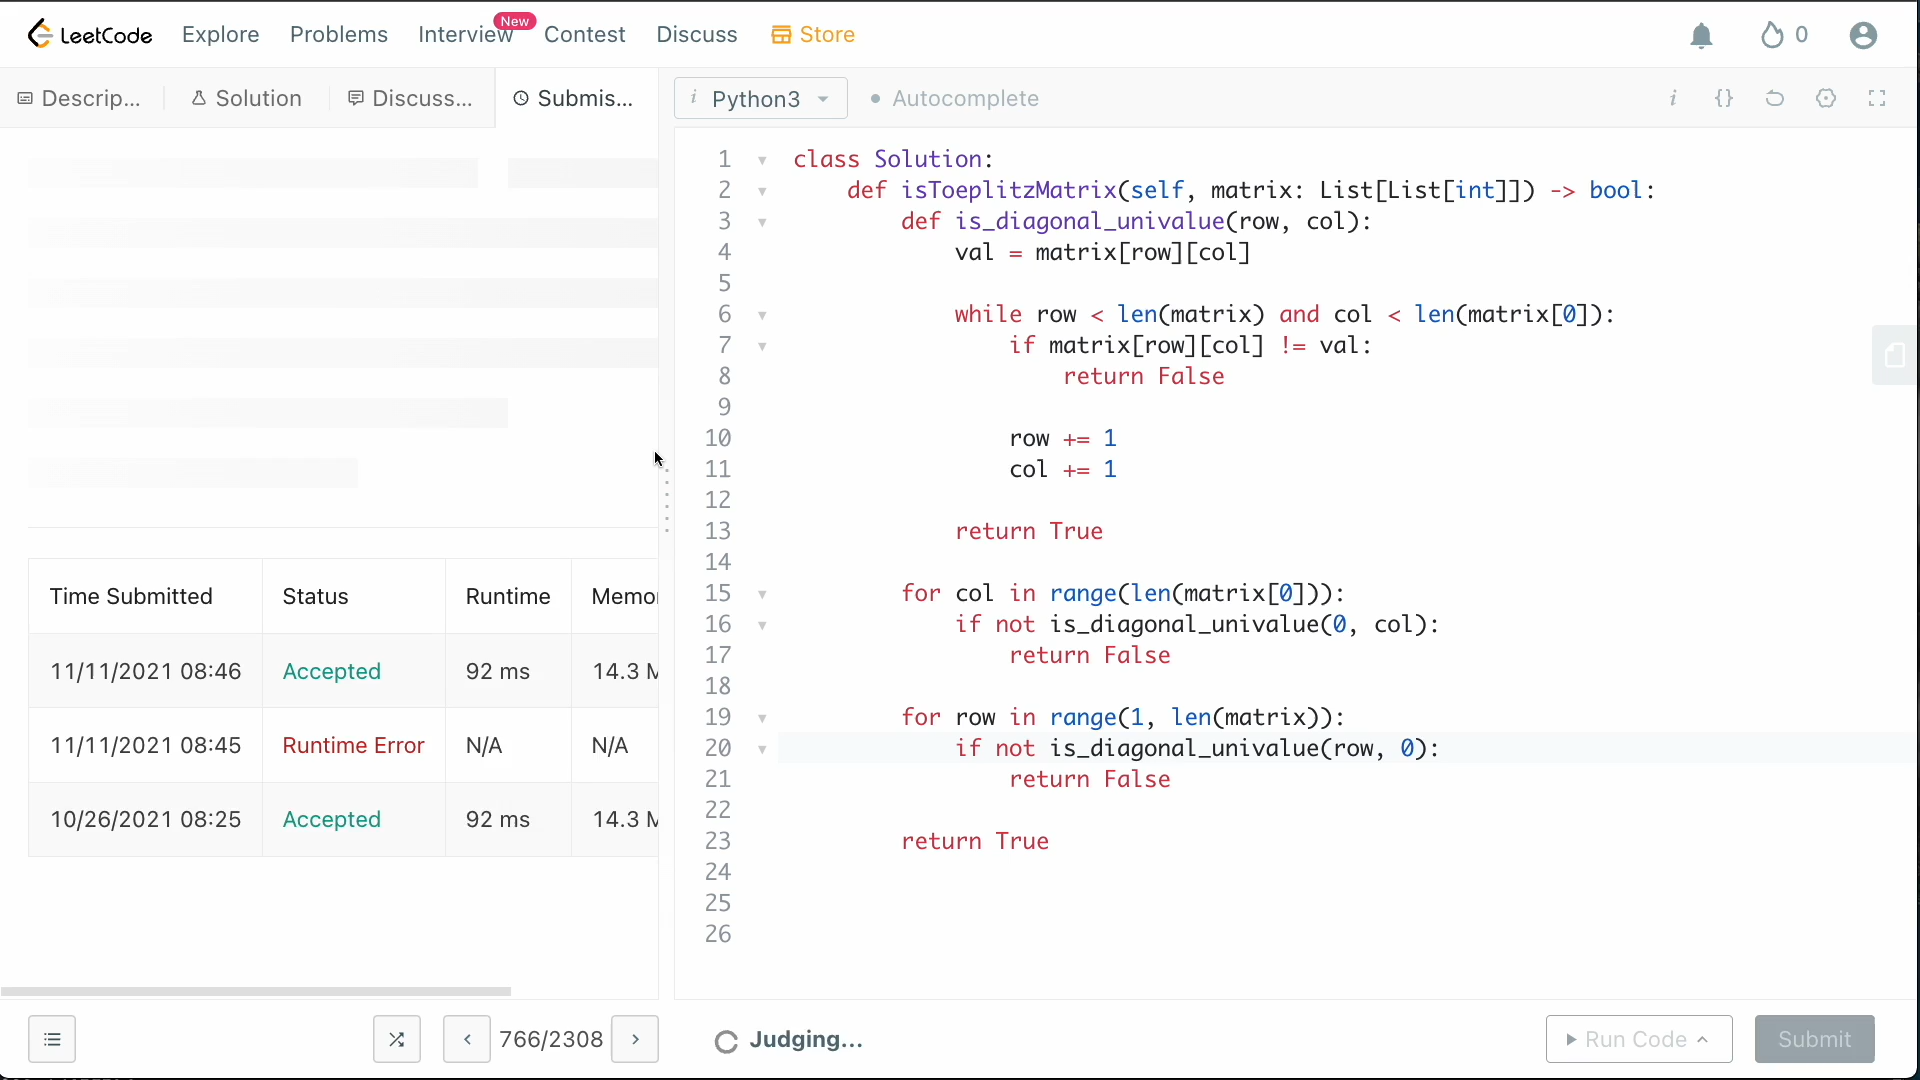 LeetCode Explore Problems Interview New Contest Discuss Store 0
Descrip... Solution Discuss... Submis...
i Python3 Autocomplete i {}
1 class Solution:
2 def isToeplitzMatrix(self, matrix: List[List[int]]) -> bool:
3 def is_diagonal_univalue(row, col):
4 val = matrix[row][col]
5
6 while row < len(matrix) and col < len(matrix[0]):
7 if matrix[row][col] != val:
8 return False
9
10 row += 1
11 col += 1
12
13 return True
14
15 for col in range(len(matrix[0])):
16 if not is_diagonal_univalue(0, col):
17 return False
18
19 for row in range(1, len(matrix)):
20 if not is_diagonal_univalue(row, 0):
21 return False
22
23 return True
24
25
26
Time Submitted Status Runtime Memo
11/11/2021 08:46 Accepted 92 ms 14.3 M
11/11/2021 08:45 Runtime Error N/A N/A
10/26/2021 08:25 Accepted 92 ms 14.3 M
< 766/2308 > Judging... Run Code Submit